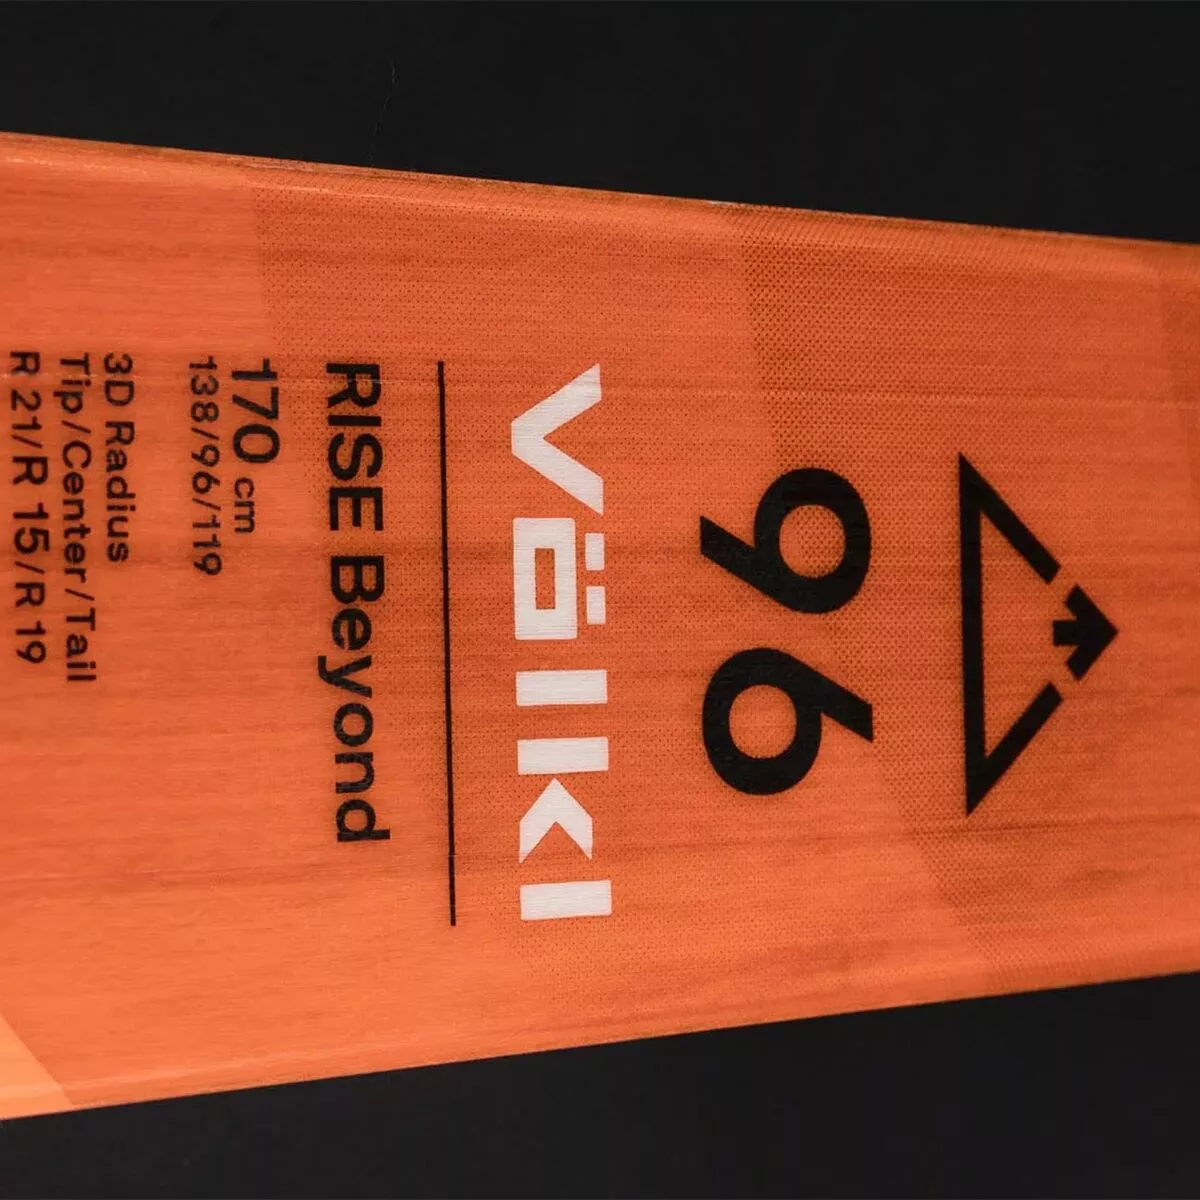 96
Völkl
RISE Beyond
170 cm
138/96/119
3D Radius
Tip/Center/Tail
R 21/R 15/R 19